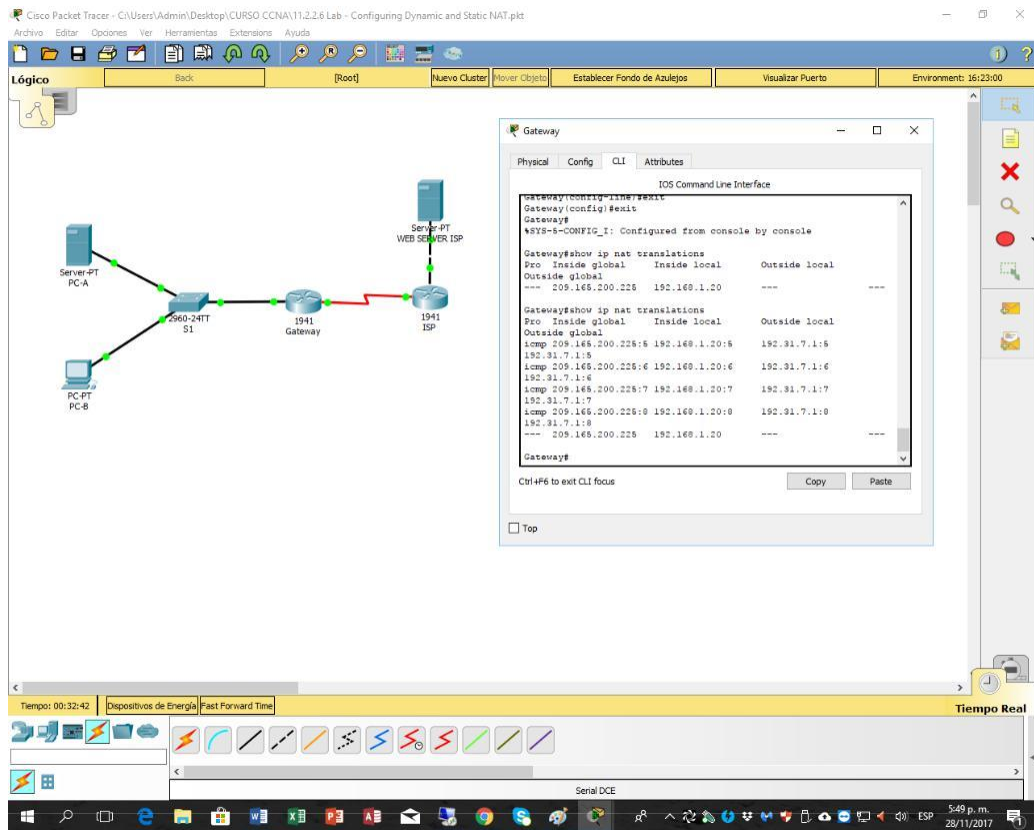 Cisco Packet Tracer - C:\Users\Admin\Desktop\CURSO CCNA\11.2.2.6 Lab - Configuring Dynamic and Static NAT.pkt
Archivo Editar Opciones Ver Herramientas Extensions Ayuda
Lógico Back [Root] Nuevo Cluster Mover Objeto Establecer Fondo de Azulejos Visualizar Puerto Environment: 16:23:00
Server-PT
PC-A
PC-PT
PC-B
2960-24TT
S1
1941
Gateway
Server-PT
WEB SERVER ISP
1941
ISP
Gateway
Physical Config CLI Attributes
IOS Command Line Interface
Gateway(config-line)#exit
Gateway(config)#exit
Gateway#
%SYS-5-CONFIG_I: Configured from console by console
Gateway#show ip nat translations
Pro Inside global Inside local Outside local
Outside global
--- 209.165.200.225 192.168.1.20 --- ---
Gateway#show ip nat translations
Pro Inside global Inside local Outside local
Outside global
icmp 209.165.200.225:5 192.168.1.20:5 192.31.7.1:5
192.31.7.1:5
icmp 209.165.200.225:6 192.168.1.20:6 192.31.7.1:6
192.31.7.1:6
icmp 209.165.200.225:7 192.168.1.20:7 192.31.7.1:7
192.31.7.1:7
icmp 209.165.200.225:8 192.168.1.20:8 192.31.7.1:8
192.31.7.1:8
--- 209.165.200.225 192.168.1.20 --- ---
Gateway#
Ctrl+F6 to exit CLI focus Copy Paste
Top
Tiempo: 00:32:42 Dispositivos de Energía Fast Forward Time Tiempo Real
Serial DCE
ESP 5:49 p. m.
28/11/2017